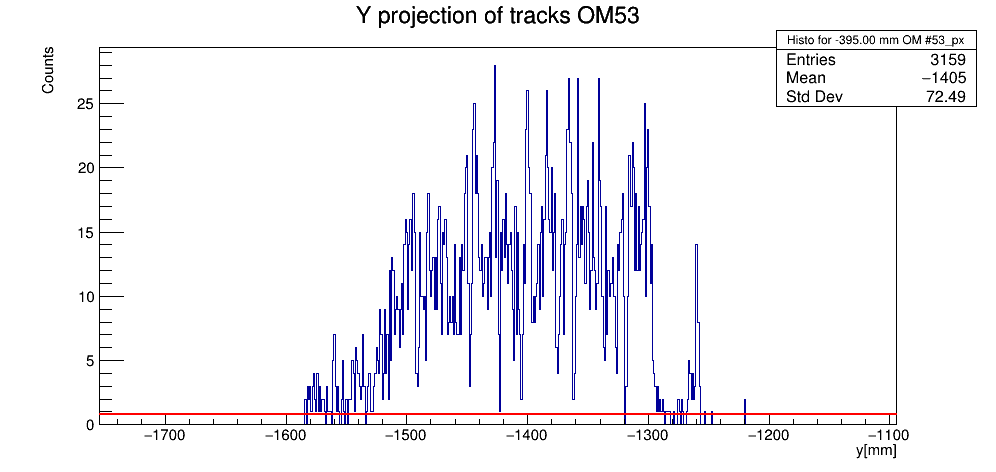 Y projection of tracks OM53
Histo for -395.00 mm OM #53_px
Entries 3159
Mean −1405
Std Dev 72.49
Counts
25
20
15
10
5
0
−1700 −1600 −1500 −1400 −1300 −1200 −1100
y[mm]